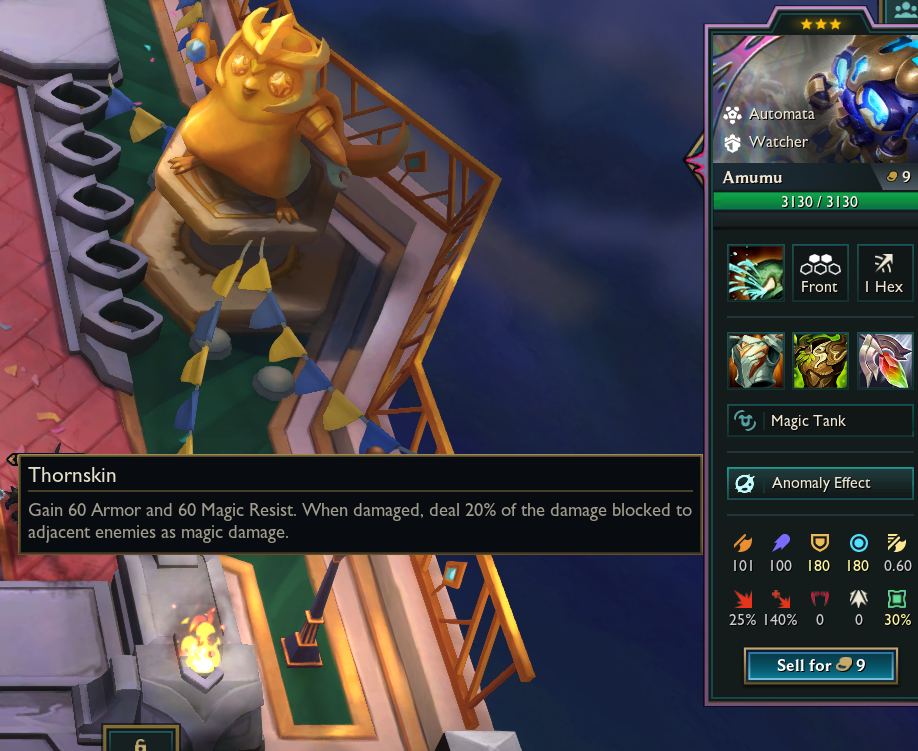 Automata
Watcher
Amumu 9
3130 / 3130
Front
1 Hex
Magic Tank
Anomaly Effect
Thornskin
Gain 60 Armor and 60 Magic Resist. When damaged, deal 20% of the damage blocked to
adjacent enemies as magic damage.
101 100 180 180 0.60
25% 140% 0 0 30%
Sell for 9
6